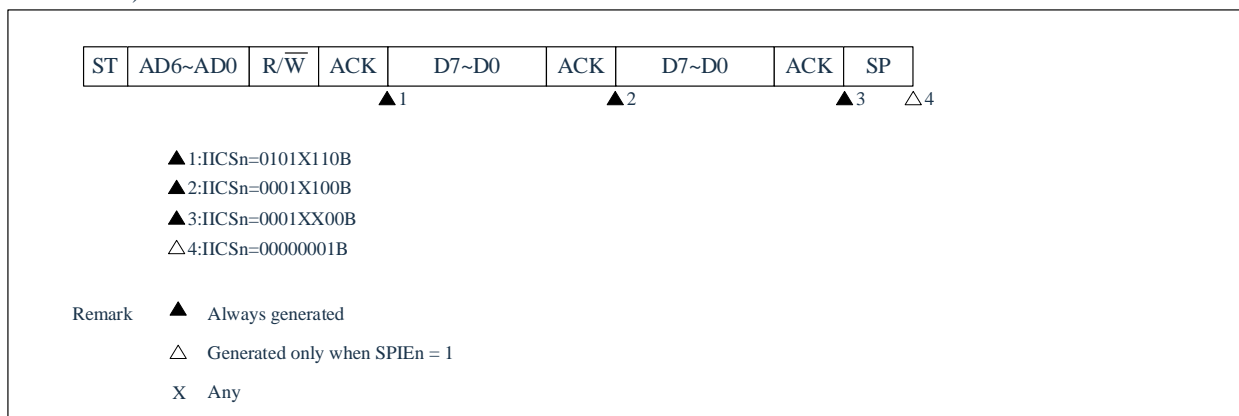 ST AD6~AD0 R/W ACK D7~D0 ACK D7~D0 ACK SP
▲1 ▲2 ▲3 △4
▲1:IICSn=0101X110B
▲2:IICSn=0001X100B
▲3:IICSn=0001XX00B
△4:IICSn=00000001B
Remark ▲ Always generated
△ Generated only when SPIEn = 1
X Any